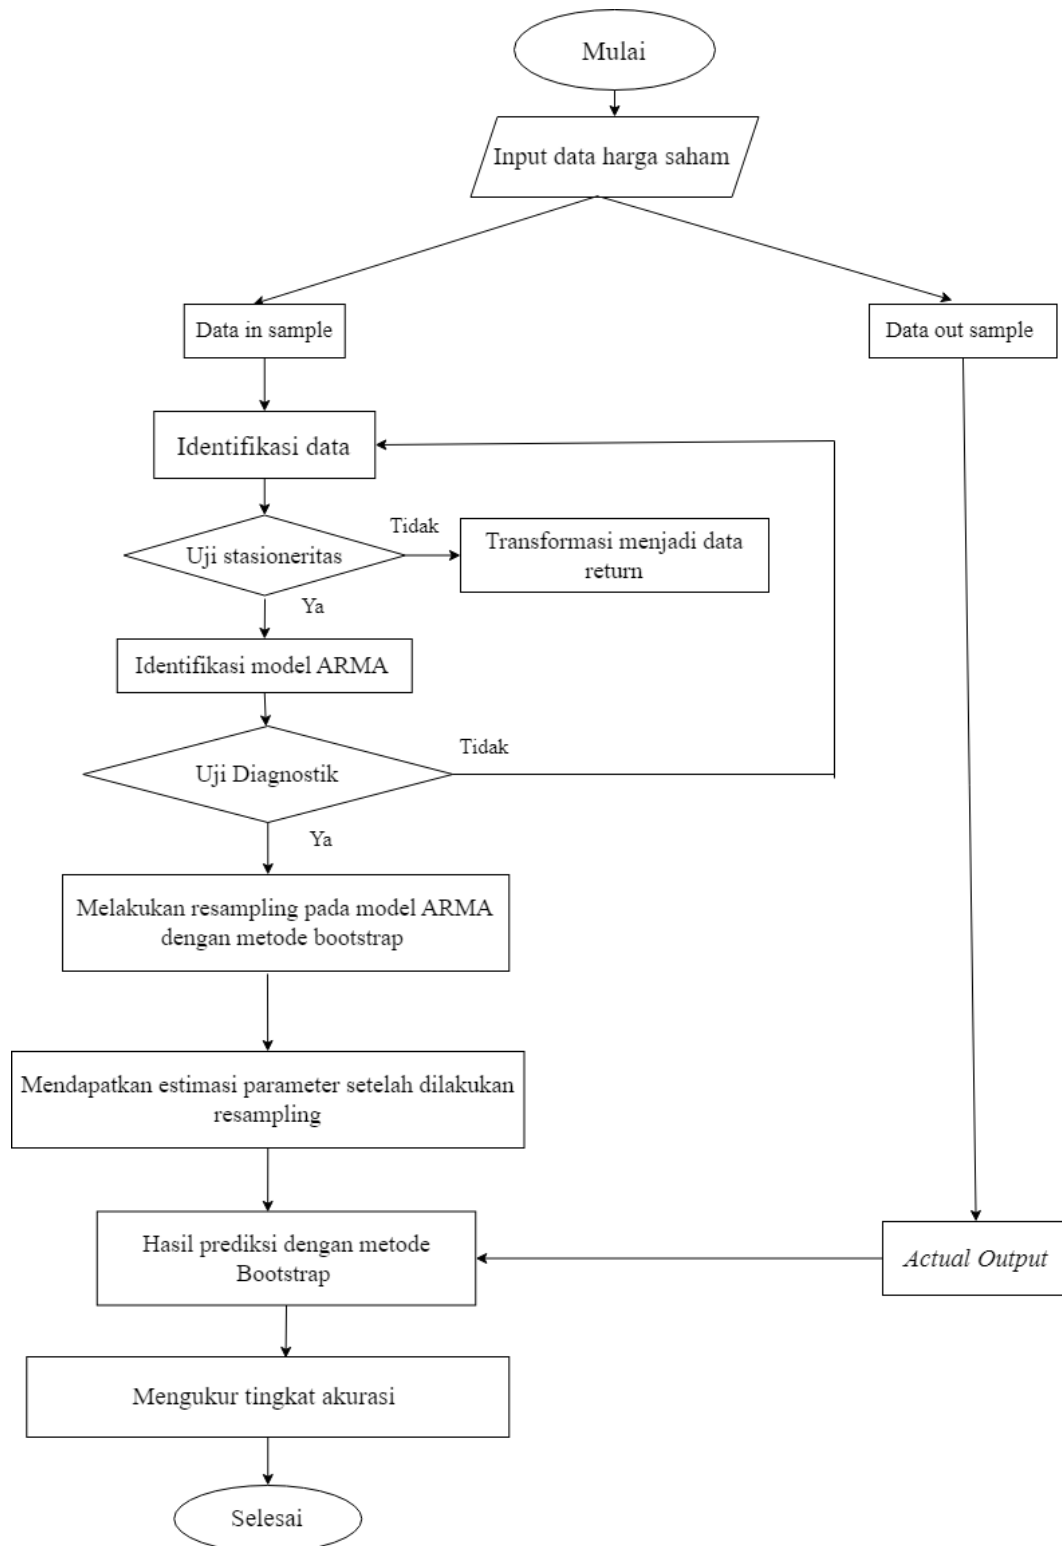 Mulai
Input data harga saham
Data in sample
Data out sample
Identifikasi data
Uji stasioneritas
Tidak
Transformasi menjadi data
return
Ya
Identifikasi model ARMA
Uji Diagnostik
Tidak
Ya
Melakukan resampling pada model ARMA
dengan metode bootstrap
Mendapatkan estimasi parameter setelah dilakukan
resampling
Hasil prediksi dengan metode
Bootstrap
Actual Output
Mengukur tingkat akurasi
Selesai